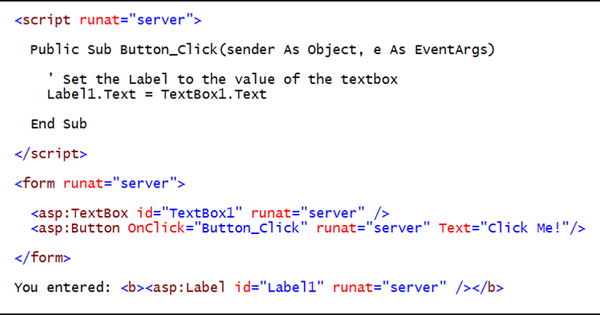 <script runat="server">
Public Sub Button_Click(sender As Object, e As EventArgs)
' Set the Label to the value of the textbox
Label1.Text = TextBox1.Text
End Sub
</script>
<form runat="server">
<asp:TextBox id="TextBox1" runat="server" />
<asp:Button OnClick="Button_Click" runat="server" Text="Click Me!"/>
</form>
You entered: <b><asp:Label id="Label1" runat="server" /></b>